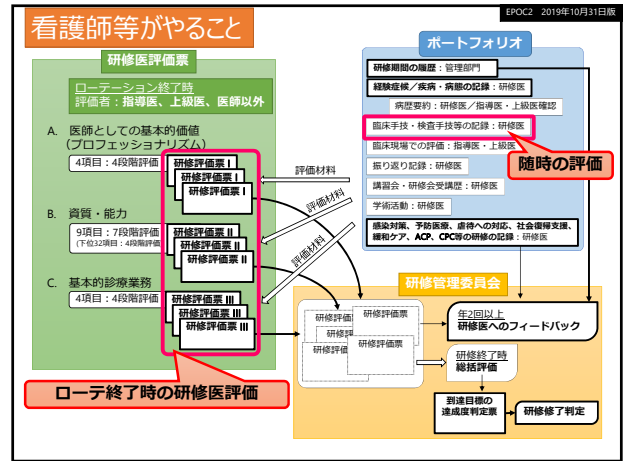 EPOC2 2019年10月31日版
看護師等がやること
研修医評価票
ローテーション終了時
評価者：指導医、上級医、医師以外
A. 医師としての基本的価値
（プロフェッショナリズム）
4項目：4段階評価
研修医評価票 I
研修医評価票 I
研修医評価票 I
B. 資質・能力
9項目：7段階評価
(下位32項目：4段階評価)
研修医評価票 II
研修医評価票 II
研修医評価票 II
C. 基本的診療業務
4項目：4段階評価
研修医評価票 III
研修医評価票 III
研修医評価票 III
ローテ終了時の研修医評価
評価材料
評価材料
評価材料
ポートフォリオ
研修期間の履歴：管理部門
経験症候／疾病・病態の記録：研修医
病歴要約：研修医／指導医・上級医確認
臨床手技・検査手技等の記録：研修医
臨床現場での評価：指導医・上級医
随時の評価
振り返り記録：研修医
講習会・研修会受講歴：研修医
学術活動：研修医
感染対策、予防医療、虐待への対応、社会復帰支援、
緩和ケア、ACP、CPC等の研修の記録：研修医
研修管理委員会
研修評価票
研修評価票
研修評
研修評価
研修評価票
年2回以上
研修医へのフィードバック
研修終了時
総括評価
到達目標の
達成度判定票
研修修了判定